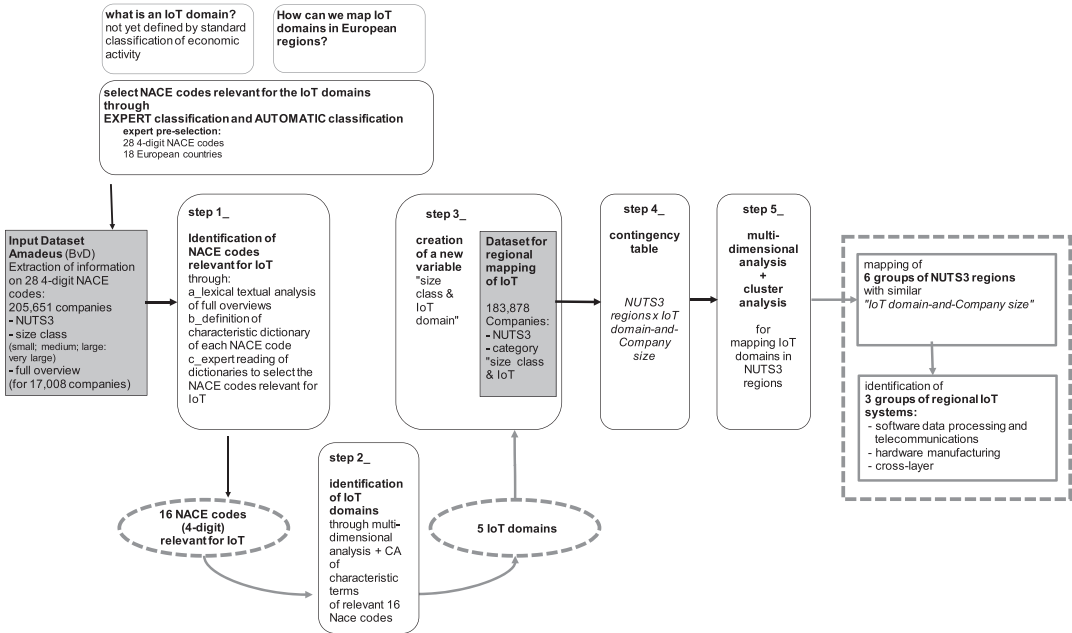 what is an IoT domain?
not yet defined by standard
classification of economic
activity
How can we map IoT
domains in European
regions?
select NACE codes relevant for the IoT domains
through
EXPERT classification and AUTOMATIC classification
expert pre-selection:
28 4-digit NACE codes
18 European countries
Input Dataset
Amadeus (BvD)
Extraction of information
on 28 4-digit NACE
codes:
205,651 companies
- NUTS3
- size class
(small; medium; large:
very large)
- full overview
(for 17,008 companies)
step 1_
Identification of
NACE codes
relevant for IoT
through:
a_lexical textual analysis
of full overviews
b_definition of
characteristic dictionary
of each NACE code
c_expert reading of
dictionaries to select the
NACE codes relevant for
IoT
16 NACE codes
(4-digit)
relevant for IoT
step 2_
identification
of IoT
domains
through multi-
dimensional
analysis + CA
of
characteristic
terms
of relevant 16
Nace codes
5 IoT domains
step 3_
creation
of a new
variable
"size
class &
IoT
domain"
Dataset for
regional
mapping
of IoT
183,878
Companies:
- NUTS3
- category
"size class
& IoT
step 4_
contingency
table
NUTS3
regions x IoT
domain-and-
Company
size
step 5_
multi-
dimensional
analysis
+
cluster
analysis
for
mapping IoT
domains in
NUTS3
regions
mapping of
6 groups of NUTS3 regions
with similar
"IoT domain-and-Company size"
identification of
3 groups of regional IoT
systems:
- software data processing and
telecommunications
- hardware manufacturing
- cross-layer